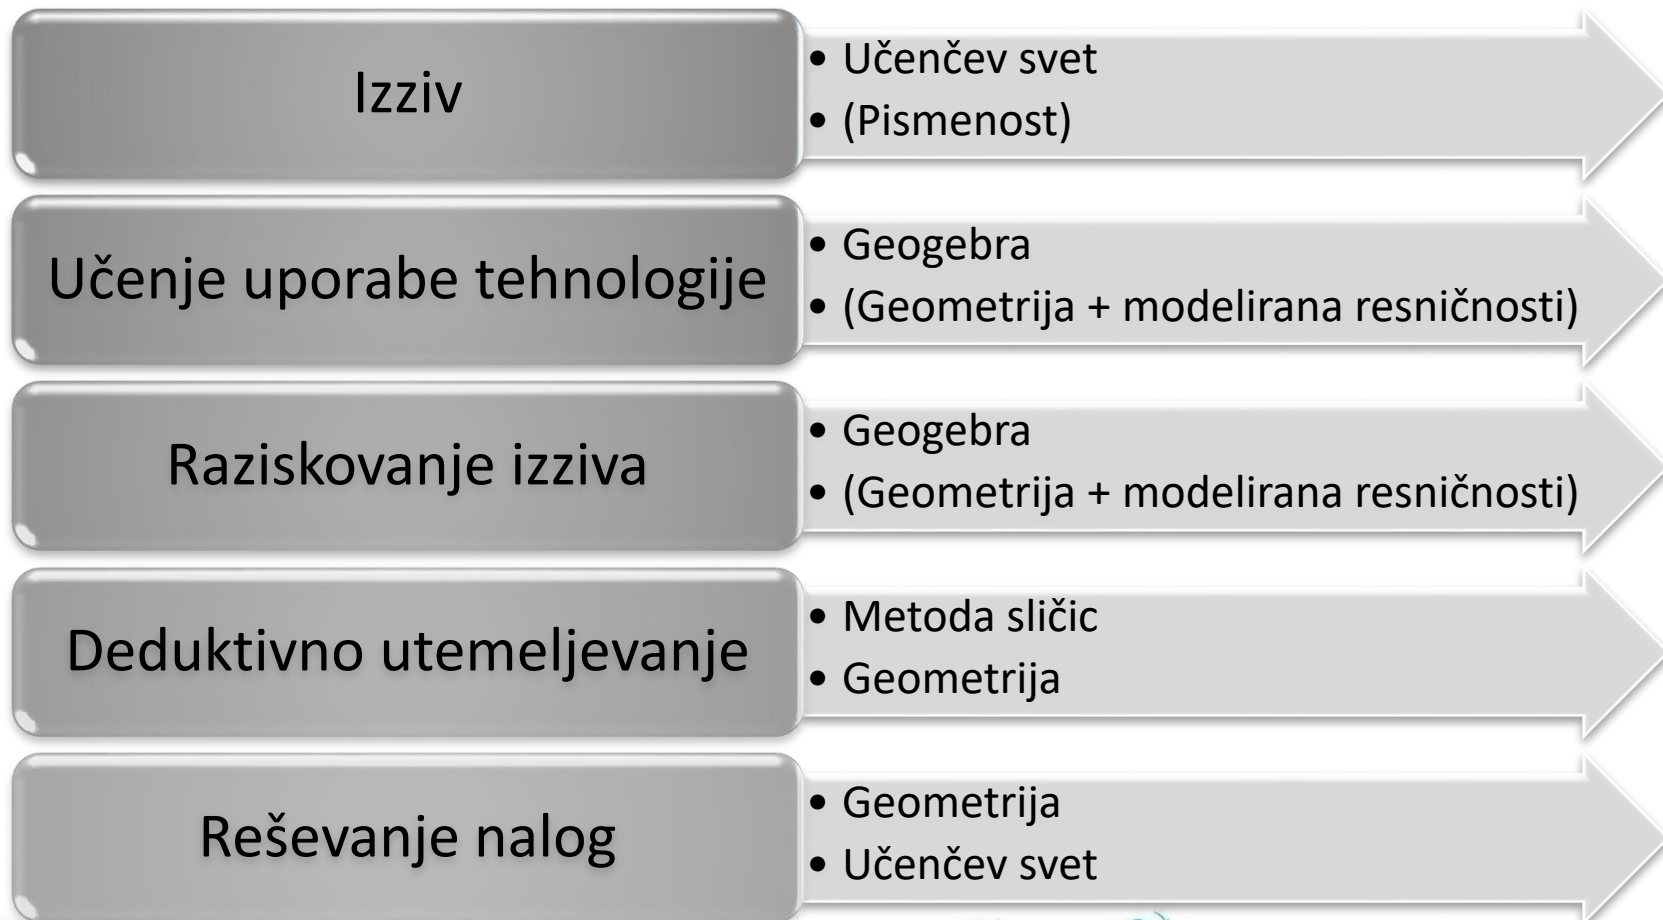 Izziv
• Učenčev svet
• (Pismenost)
Učenje uporabe tehnologije
• Geogebra
• (Geometrija + modelirana resničnosti)
Raziskovanje izziva
• Geogebra
• (Geometrija + modelirana resničnosti)
Deduktivno utemeljevanje
• Metoda sličic
• Geometrija
Reševanje nalog
• Geometrija
• Učenčev svet